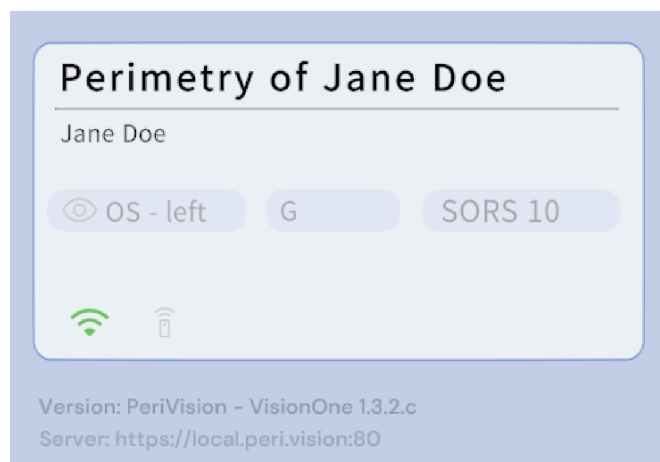 Perimetry of Jane Doe
Jane Doe
OS - left G SORS 10
Version: PeriVision - VisionOne 1.3.2.c
Server: https://local.peri.vision:80